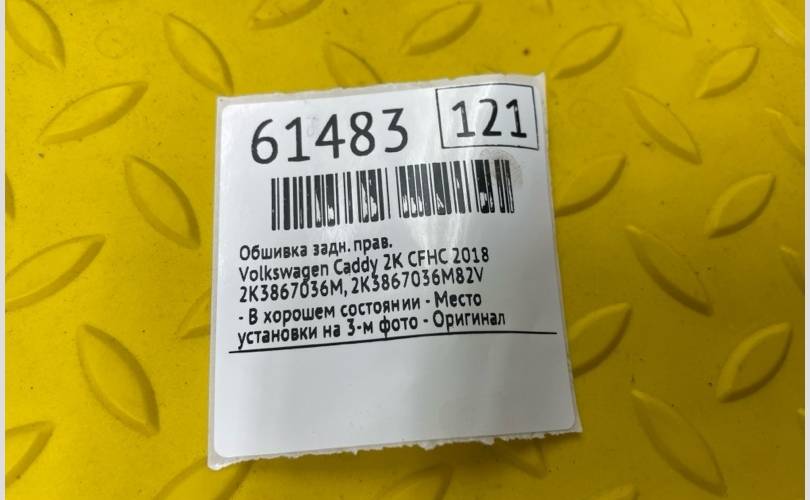 61483 121
Обшивка задн. прав.
Volkswagen Caddy 2K CFHC 2018
2K3867036M, 2K3867036M82V
- В хорошем состоянии - Место
установки на 3-м фото - Оригинал